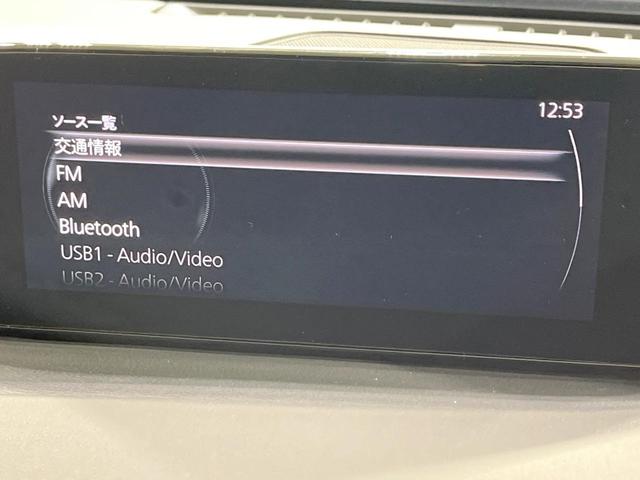 12:53
ソース一覧
交通情報
FM
AM
Bluetooth
USB1 - Audio/Video
USB2 - Audio/Video